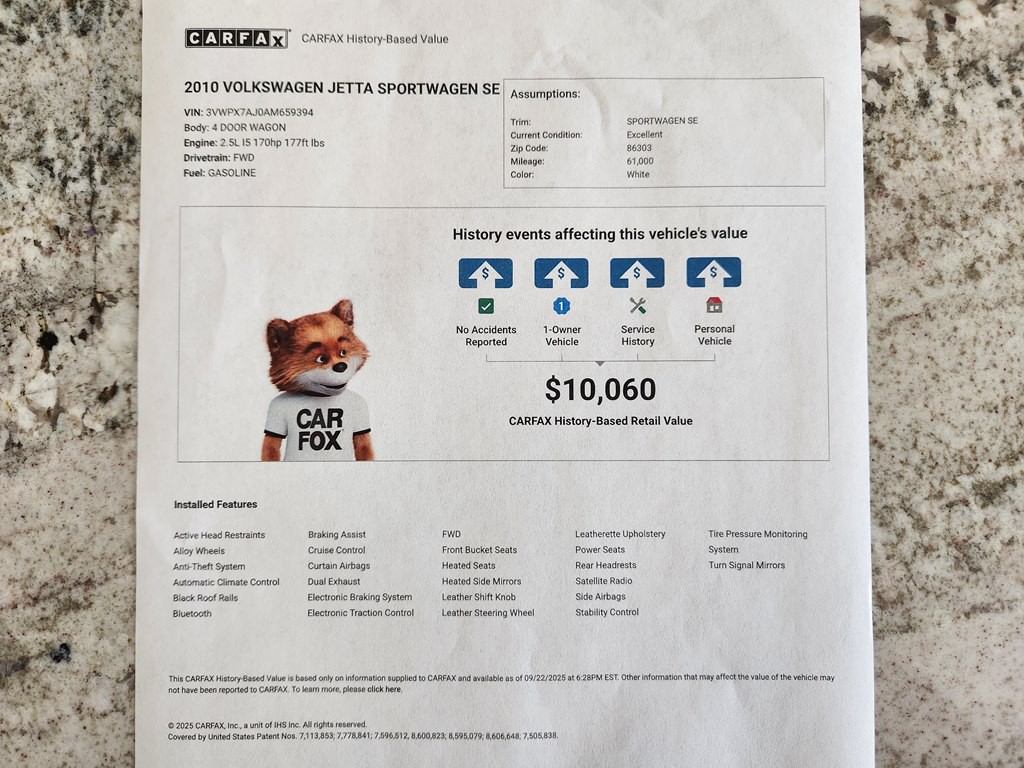 CARFAX CARFAX History-Based Value
2010 VOLKSWAGEN JETTA SPORTWAGEN SE
VIN: 3VWPX7AJ0AM659394
Body: 4 DOOR WAGON
Engine: 2.5L I5 170hp 177ft lbs
Drivetrain: FWD
Fuel: GASOLINE
Assumptions:
Trim: SPORTWAGEN SE
Current Condition: Excellent
Zip Code: 86303
Mileage: 61,000
Color: White
History events affecting this vehicle's value
$ $ $ $
1
No Accidents Reported
1-Owner Vehicle
Service History
Personal Vehicle
$10,060
CARFAX History-Based Retail Value
CAR
FOX
Installed Features
Active Head Restraints
Alloy Wheels
Anti-Theft System
Automatic Climate Control
Black Roof Rails
Bluetooth
Braking Assist
Cruise Control
Curtain Airbags
Dual Exhaust
Electronic Braking System
Electronic Traction Control
FWD
Front Bucket Seats
Heated Seats
Heated Side Mirrors
Leather Shift Knob
Leather Steering Wheel
Leatherette Upholstery
Power Seats
Rear Headrests
Satellite Radio
Side Airbags
Stability Control
Tire Pressure Monitoring
System
Turn Signal Mirrors
This CARFAX History-Based Value is based only on information supplied to CARFAX and available as of 09/22/2025 at 6:28PM EST. Other information that may affect the value of the vehicle may
not have been reported to CARFAX. To learn more, please click here.
© 2025 CARFAX, Inc., a unit of IHS Inc. All rights reserved.
Covered by United States Patent Nos. 7,113,853; 7,778,841; 7,596,512, 8,600,823; 8,595,079; 8,606,648; 7,505,838.